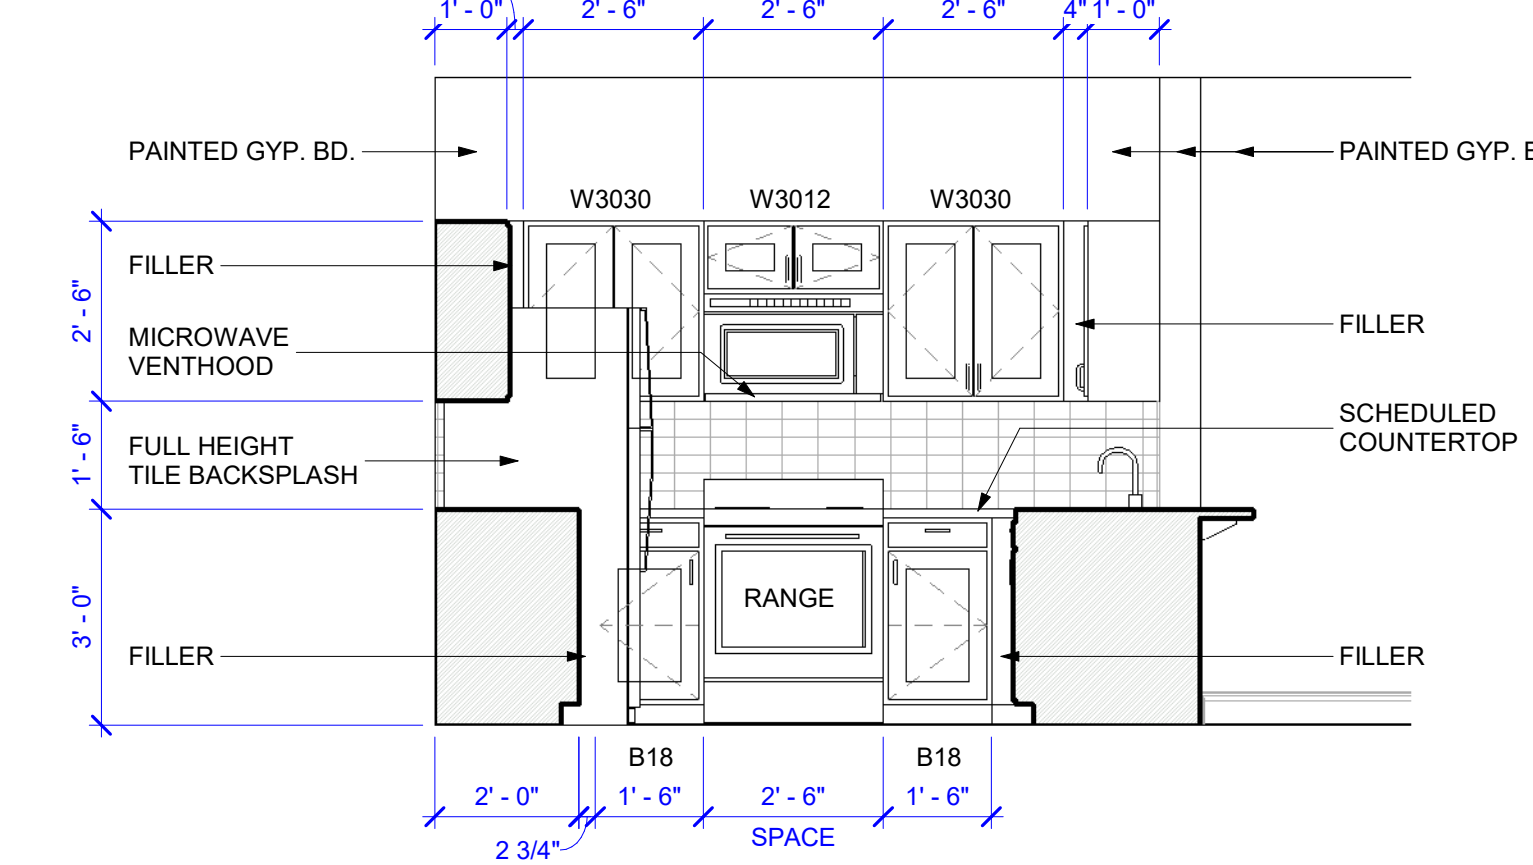 1' - 0" 2' - 6" 2' - 6" 2' - 6" 4" 1' - 0"
PAINTED GYP. BD.
PAINTED GYP. B
W3030 W3012 W3030
FILLER
2' - 6"
FILLER
MICROWAVE
VENTHOOD
SCHEDULED
COUNTERTOP
FULL HEIGHT
TILE BACKSPLASH
1' - 6"
3' - 0"
RANGE
FILLER
FILLER
B18 B18
2' - 0" 1' - 6" 2' - 6" 1' - 6"
SPACE
2 3/4"